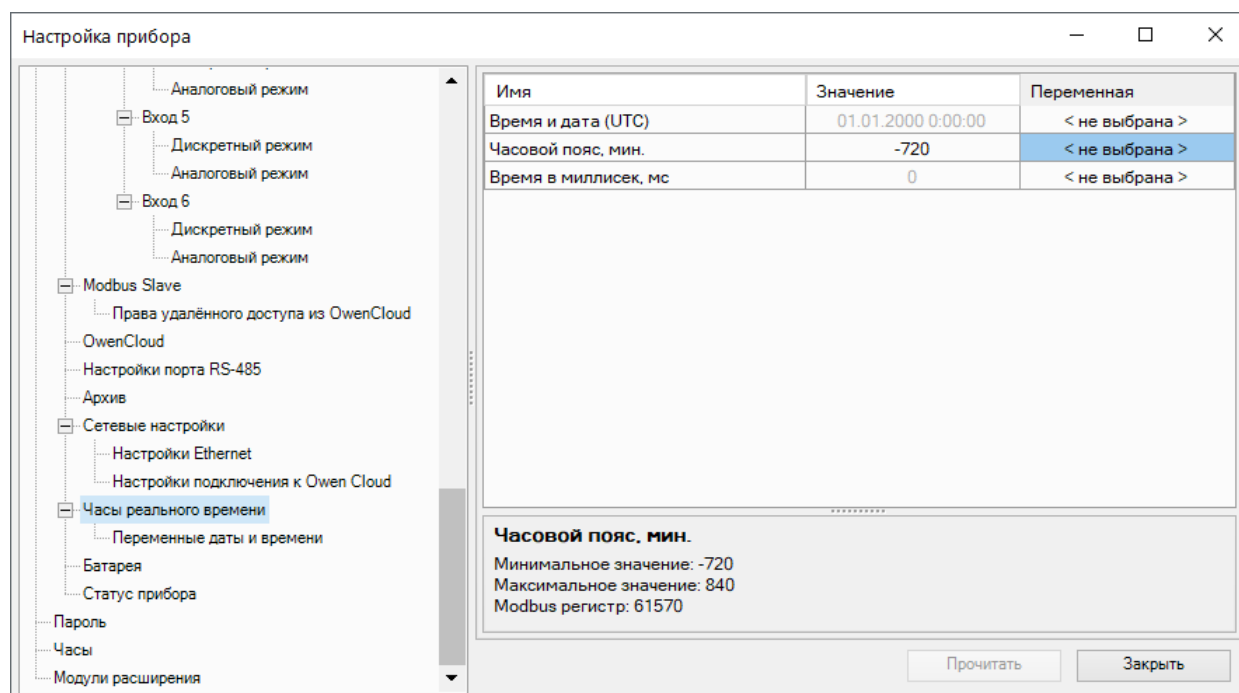 Настройка прибора
Аналоговый режим
Вход 5
Дискретный режим
Аналоговый режим
Вход 6
Дискретный режим
Аналоговый режим
Modbus Slave
Права удалённого доступа из OwenCloud
OwenCloud
Настройки порта RS-485
Архив
Сетевые настройки
Настройки Ethernet
Настройки подключения к Owen Cloud
Часы реального времени
Переменные даты и времени
Батарея
Статус прибора
Пароль
Часы
Модули расширения
Имя Значение Переменная
Время и дата (UTC) 01.01.2000 0:00:00 < не выбрана >
Часовой пояс, мин. -720 < не выбрана >
Время в миллисек, мс 0 < не выбрана >
Часовой пояс, мин.
Минимальное значение: -720
Максимальное значение: 840
Modbus регистр: 61570
Прочитать Закрыть